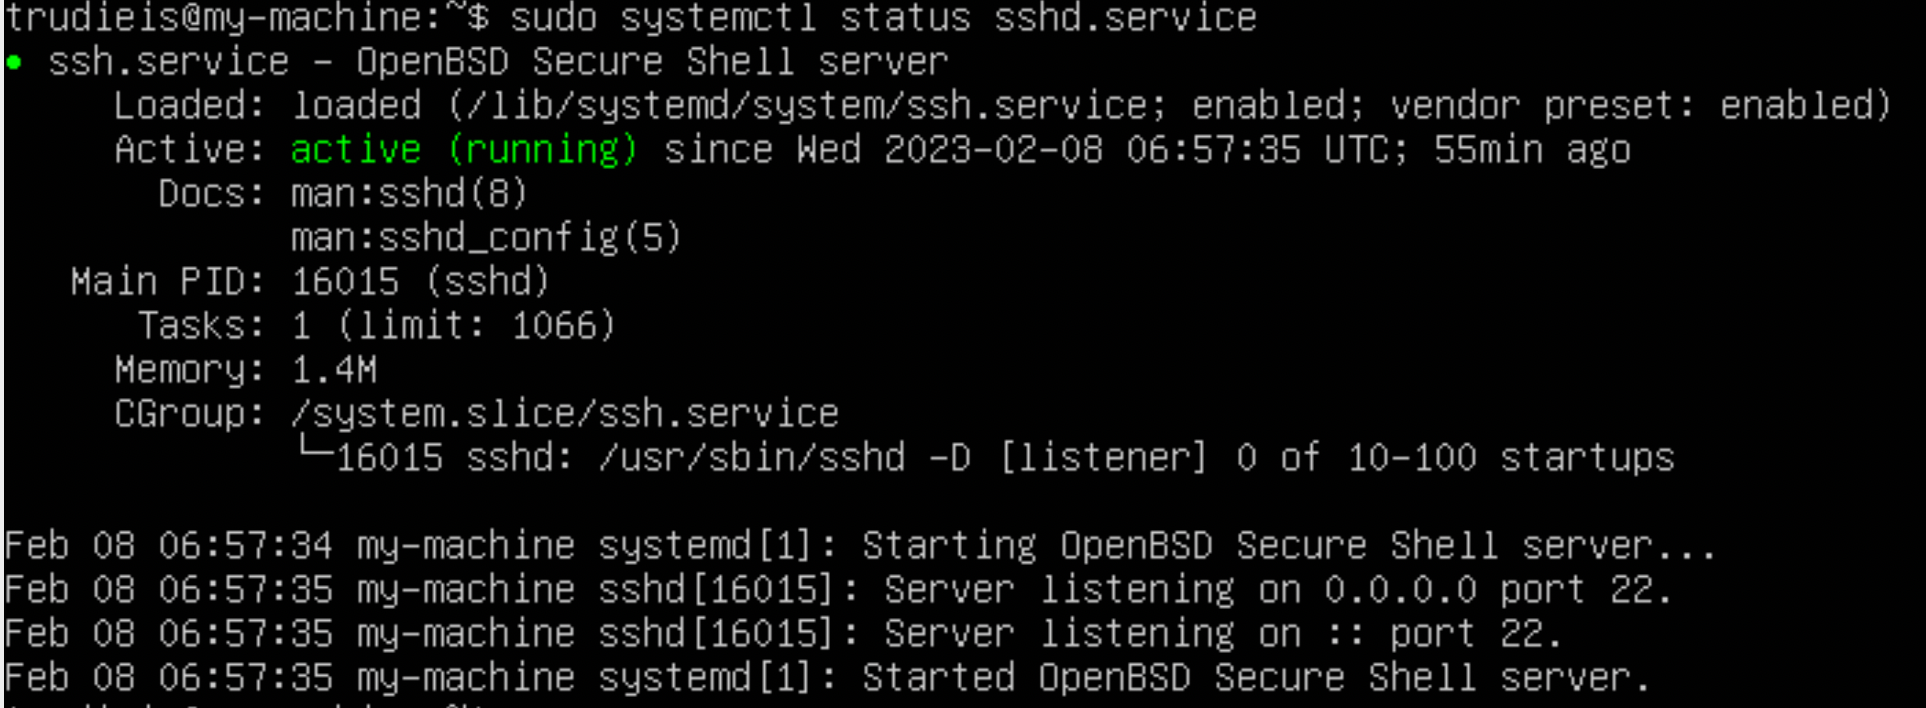 trudieis@my-machine:~$ sudo systemctl status sshd.service
● ssh.service - OpenBSD Secure Shell server
Loaded: loaded (/lib/systemd/system/ssh.service; enabled; vendor preset: enabled)
Active: active (running) since Wed 2023-02-08 06:57:35 UTC; 55min ago
Docs: man:sshd(8)
man:sshd_config(5)
Main PID: 16015 (sshd)
Tasks: 1 (limit: 1066)
Memory: 1.4M
CGroup: /system.slice/ssh.service
└─16015 sshd: /usr/sbin/sshd -D [listener] 0 of 10-100 startups
Feb 08 06:57:34 my-machine systemd[1]: Starting OpenBSD Secure Shell server...
Feb 08 06:57:35 my-machine sshd[16015]: Server listening on 0.0.0.0 port 22.
Feb 08 06:57:35 my-machine sshd[16015]: Server listening on :: port 22.
Feb 08 06:57:35 my-machine systemd[1]: Started OpenBSD Secure Shell server.